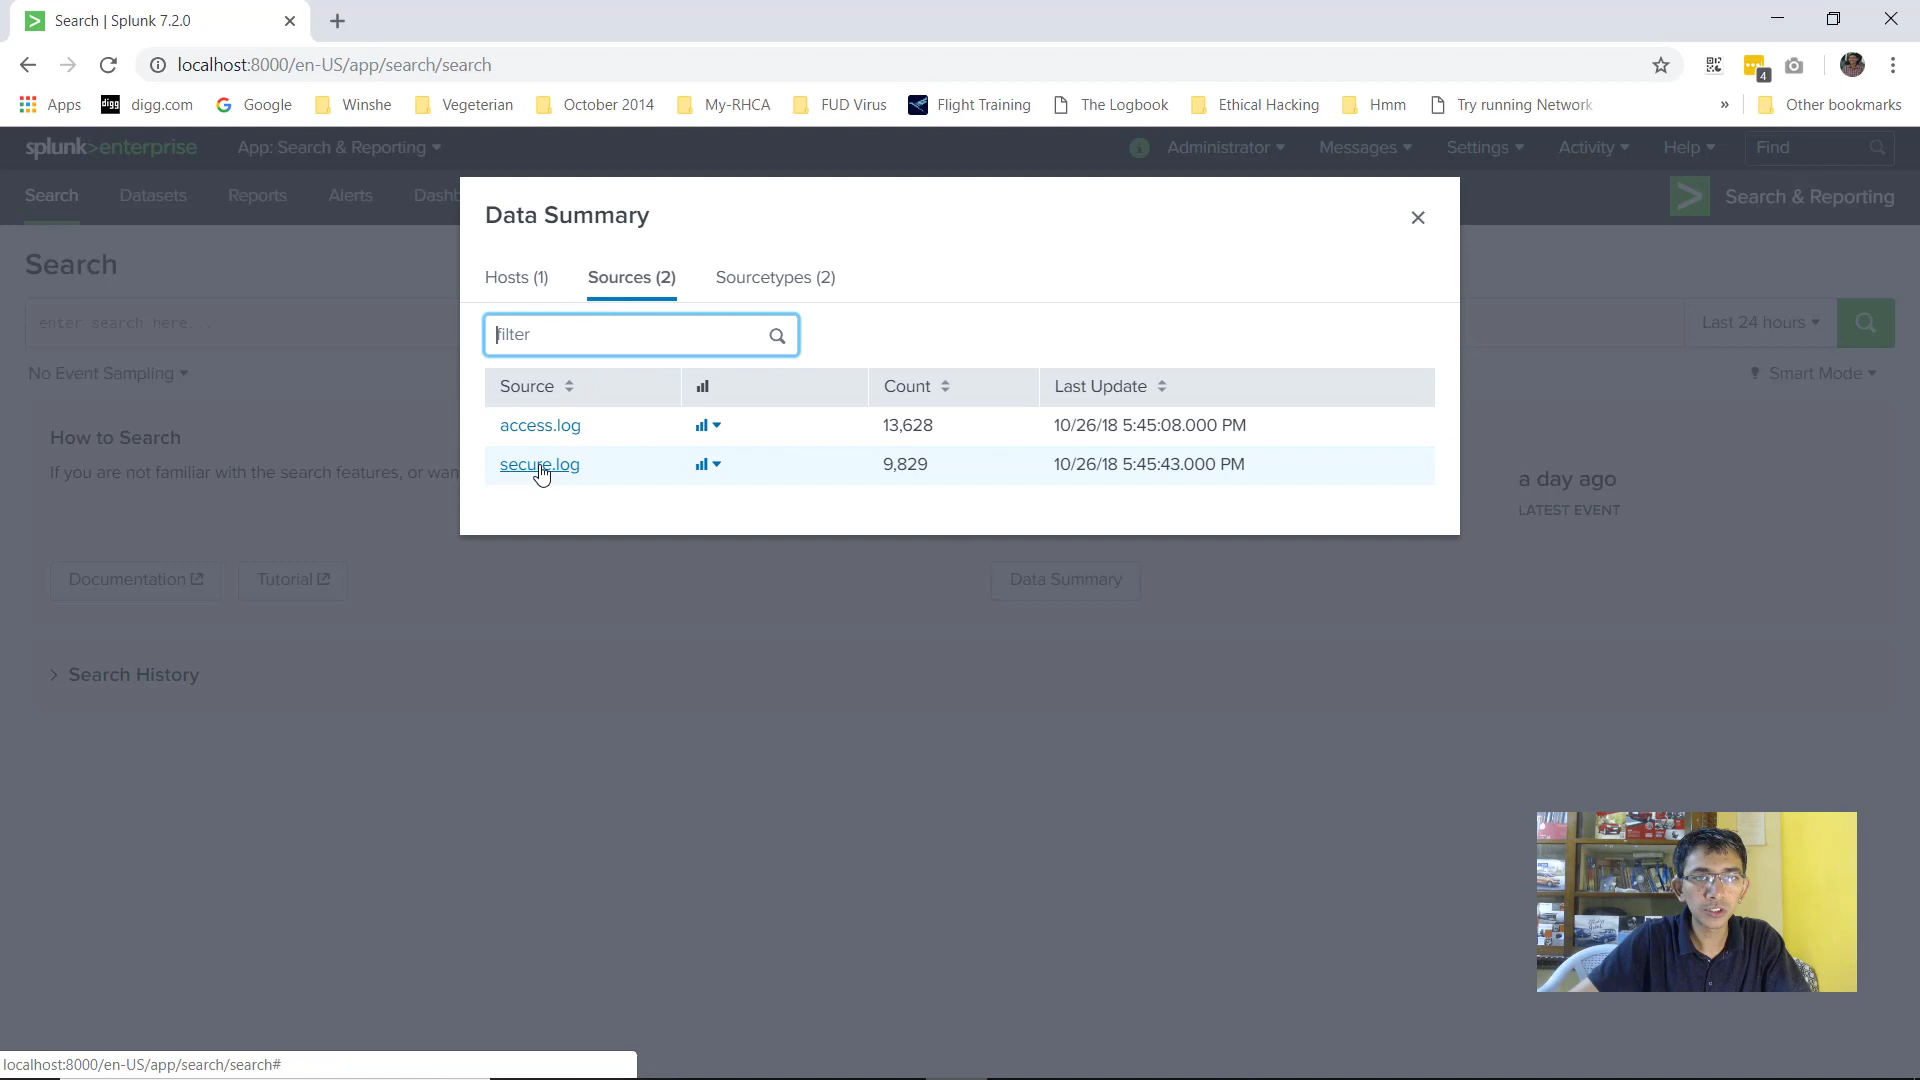 Search | Splunk 7.2.0
localhost:8000/en-US/app/search/search
4
Apps
digg
digg.com
Google
Winshe
Vegeterian
October 2014
My-RHCA
FUD Virus
Flight Training
The Logbook
Ethical Hacking
Hmm
Try running Network
»
Other bookmarks
splunk>enterprise
App: Search & Reporting
Administrator
Messages
Settings
Activity
Help
Find
Search
Datasets
Reports
Alerts
Dashb
Search & Reporting
Search
enter search here...
Last 24 hours
No Event Sampling
Smart Mode
Data Summary
Hosts (1)
Sources (2)
Sourcetypes (2)
filter
Source
Count
Last Update
access.log
13,628
10/26/18 5:45:08.000 PM
secure.log
9,829
10/26/18 5:45:43.000 PM
How to Search
If you are not familiar with the search features, or wan
a day ago
LATEST EVENT
Documentation
Tutorial
Data Summary
Search History
localhost:8000/en-US/app/search/search#